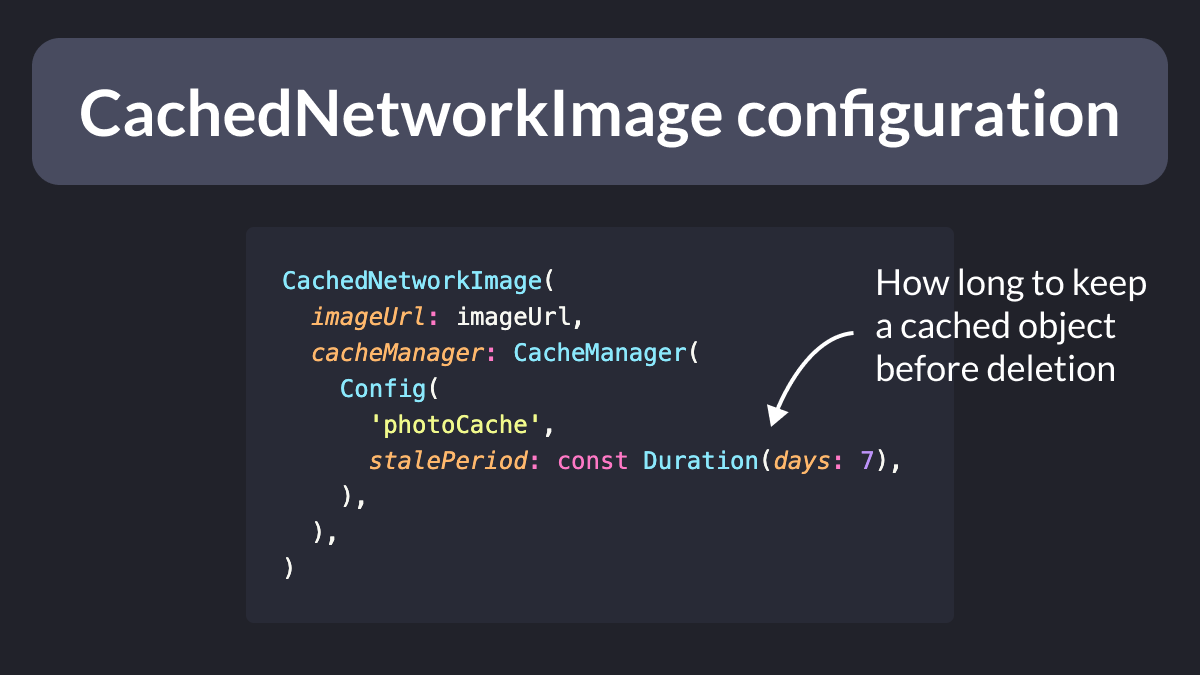 CachedNetworkImage configuration
CachedNetworkImage(
  imageUrl: imageUrl,
  cacheManager: CacheManager(
    Config(
      'photoCache',
      stalePeriod: const Duration(days: 7),
    ),
  ),
)
How long to keep
a cached object
before deletion